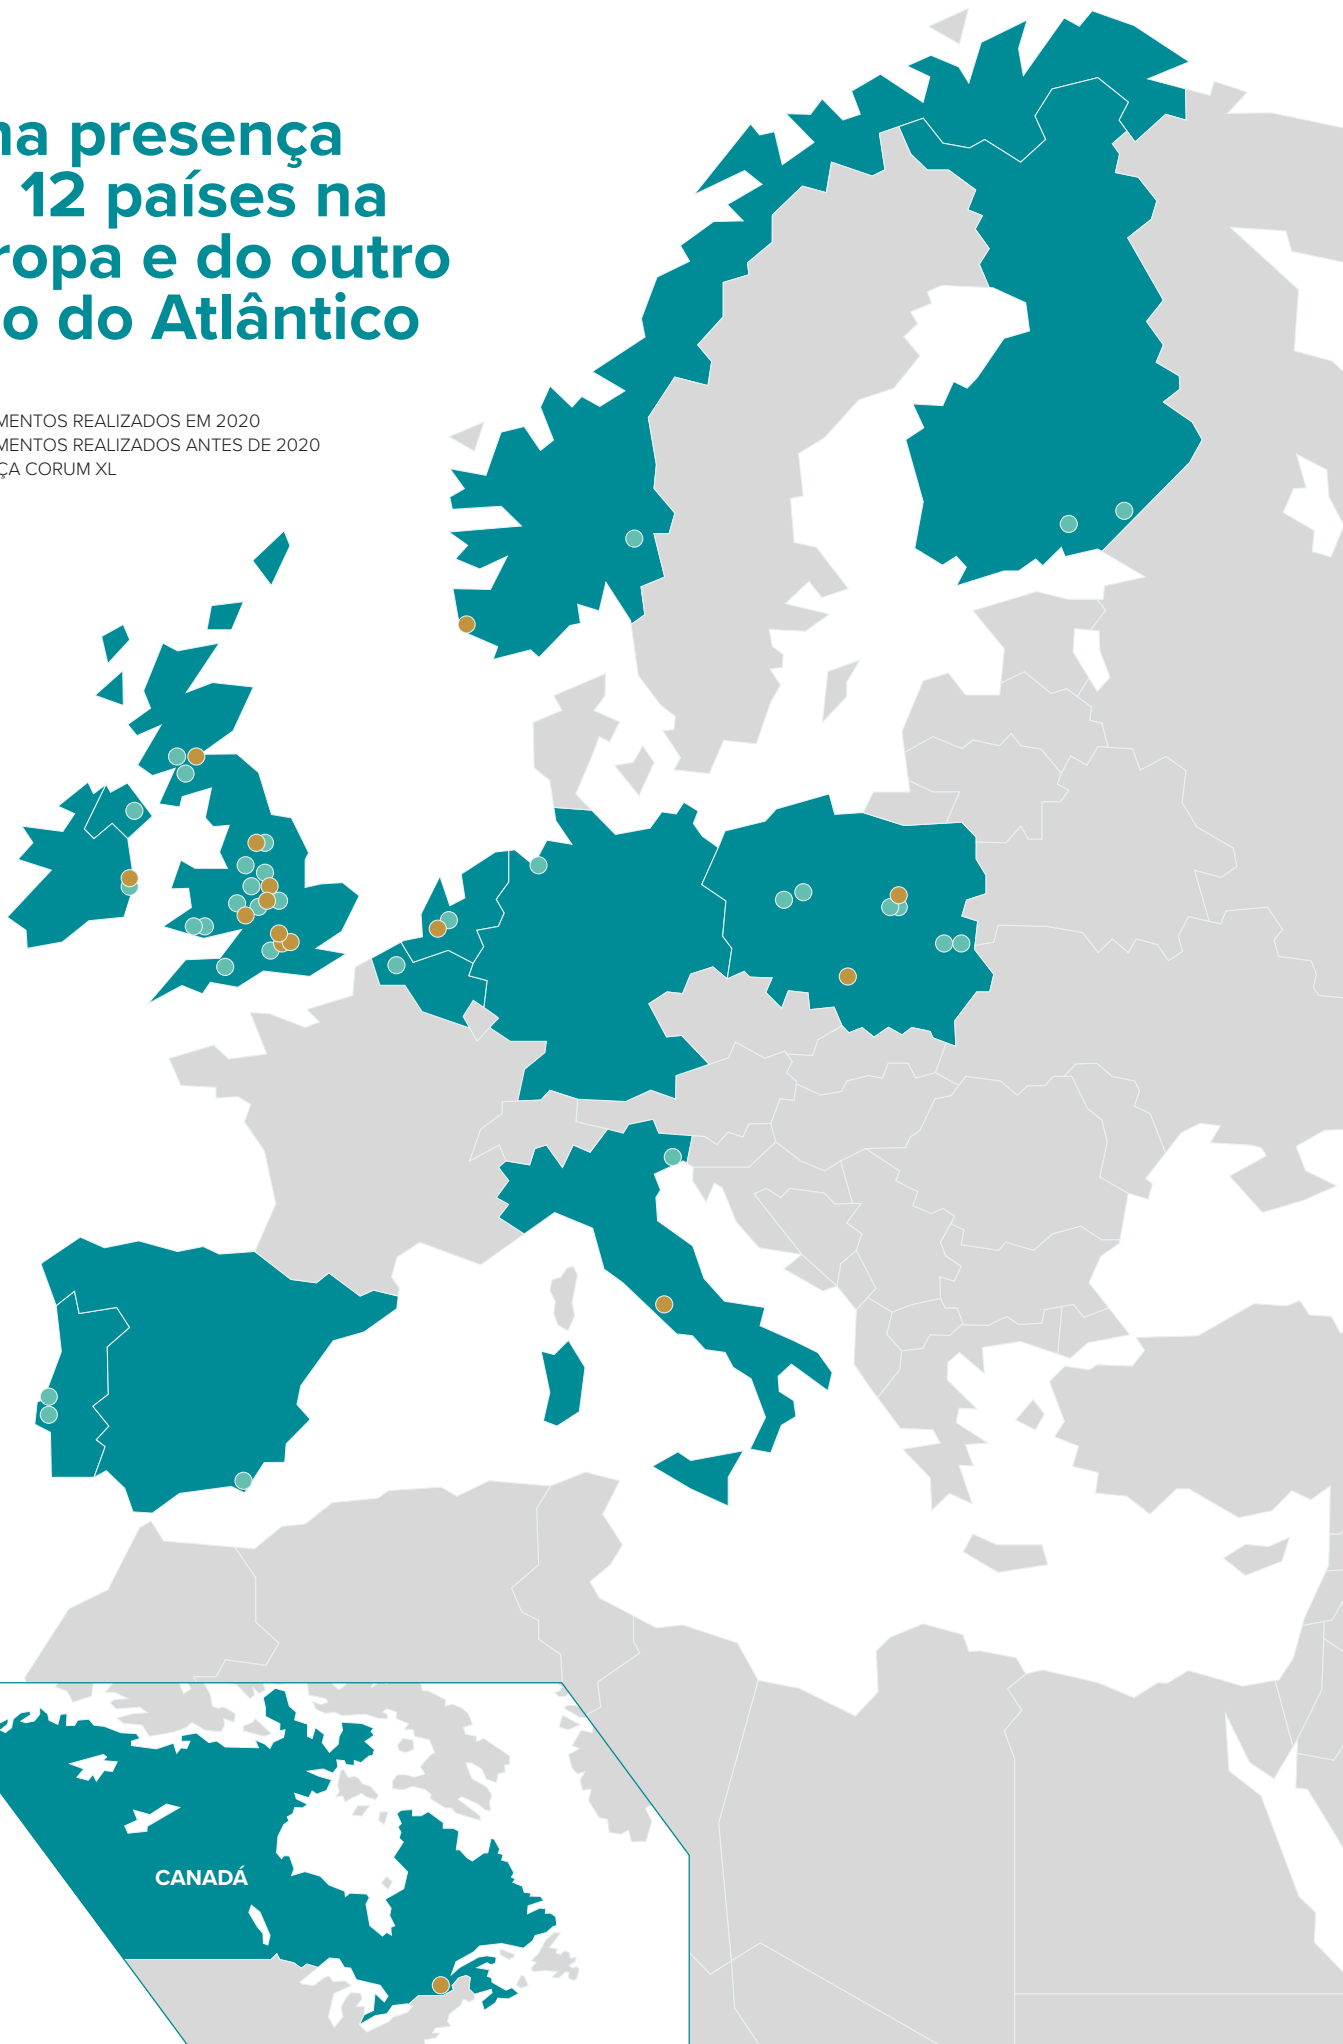 na presença
12 países na
ropa e do outro
o do Atlântico
MENTOS REALIZADOS EM 2020
MENTOS REALIZADOS ANTES DE 2020
ÇA CORUM XL
CANADÁ